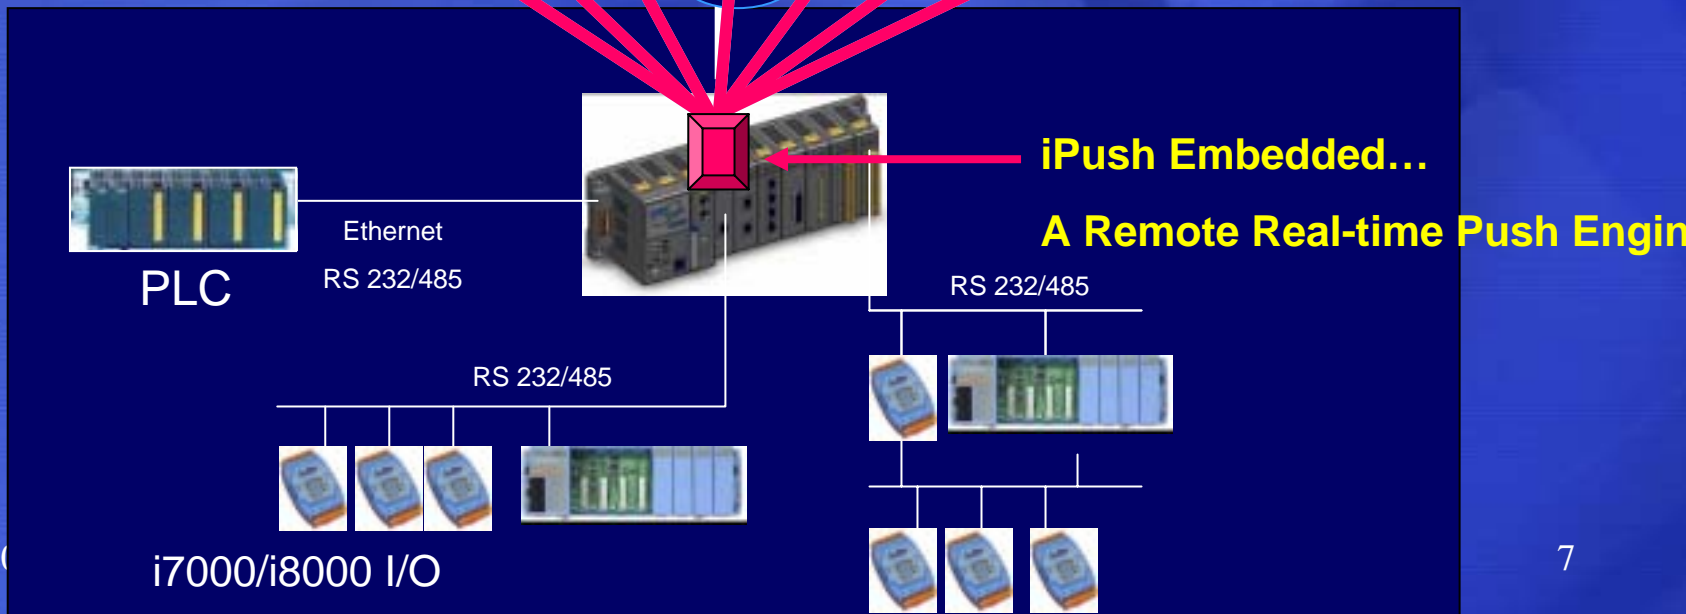 iPush Embedded…
A Remote Real-time Push Engin
Ethernet
RS 232/485
PLC
RS 232/485
RS 232/485
i7000/i8000 I/O
7